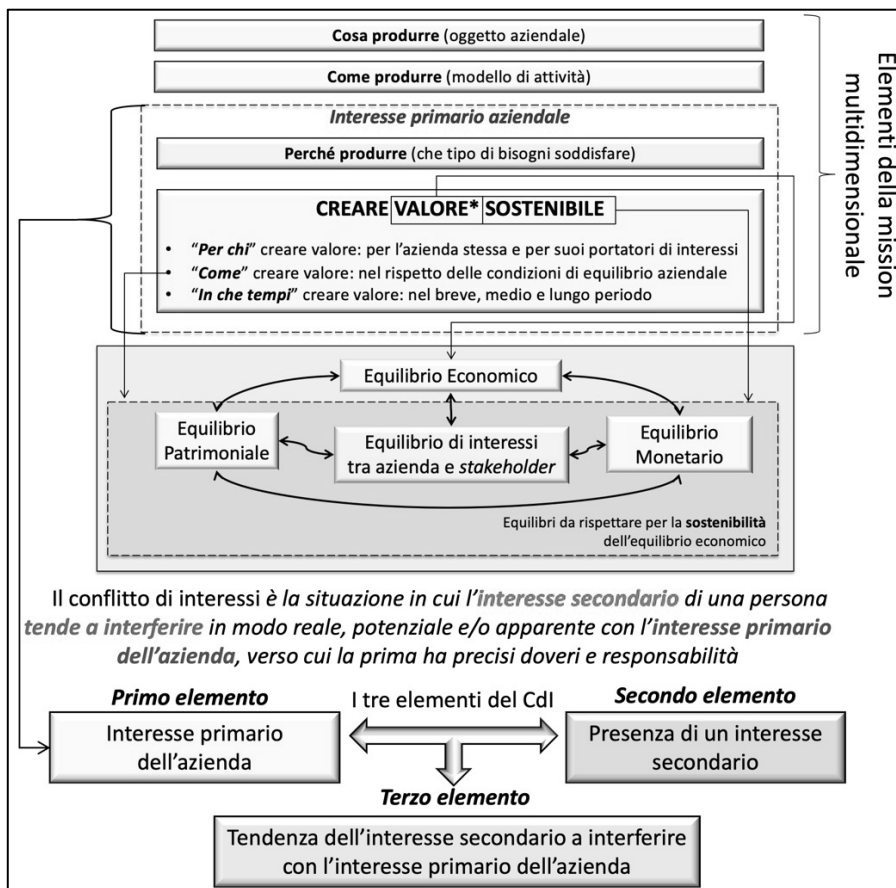 Cosa produrre (oggetto aziendale)
Come produrre (modello di attività)
Interesse primario aziendale
Perché produrre (che tipo di bisogni soddisfare)
CREARE VALORE* SOSTENIBILE
• “Per chi” creare valore: per l’azienda stessa e per suoi portatori di interessi
• “Come” creare valore: nel rispetto delle condizioni di equilibrio aziendale
• “In che tempi” creare valore: nel breve, medio e lungo periodo
Elementi della mission
multidimensionale
Equilibrio Economico
Equilibrio
Patrimoniale
Equilibrio di interessi
tra azienda e stakeholder
Equilibrio
Monetario
Equilibri da rispettare per la sostenibilità
dell’equilibrio economico
Il conflitto di interessi è la situazione in cui l’interesse secondario di una persona
tende a interferire in modo reale, potenziale e/o apparente con l’interesse primario
dell’azienda, verso cui la prima ha precisi doveri e responsabilità
Primo elemento
I tre elementi del CdI
Secondo elemento
Interesse primario
dell’azienda
Presenza di un interesse
secondario
Terzo elemento
Tendenza dell’interesse secondario a interferire
con l’interesse primario dell’azienda